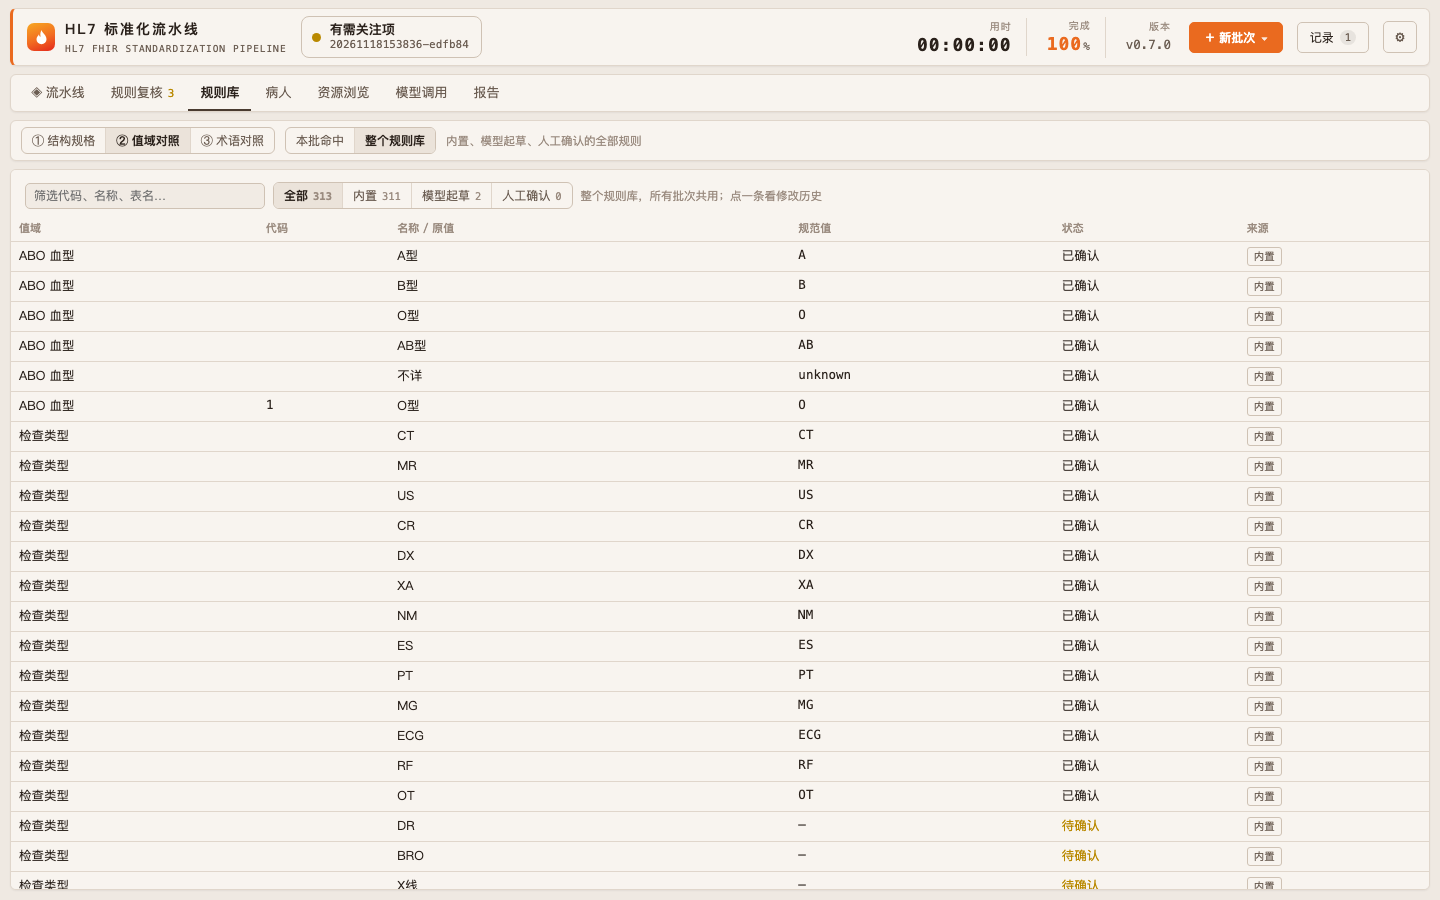 HL7 标准化流水线
HL7 FHIR STANDARDIZATION PIPELINE
有需关注项
20261118153836-edfb84
用时
00:00:00
完成
100%
版本
v0.7.0
+ 新批次
记录 1
流水线
规则复核 3
规则库
病人
资源浏览
模型调用
报告
① 结构规格 ② 值域对照 ③ 术语对照 本批命中 整个规则库 内置、模型起草、人工确认的全部规则
筛选代码、名称、表名… 全部 313 内置 311 模型起草 2 人工确认 0 整个规则库，所有批次共用；点一条看修改历史
值域 代码 名称 / 原值 规范值 状态 来源
ABO 血型 A型 A 已确认 内置
ABO 血型 B型 B 已确认 内置
ABO 血型 O型 O 已确认 内置
ABO 血型 AB型 AB 已确认 内置
ABO 血型 不详 unknown 已确认 内置
ABO 血型 1 O型 O 已确认 内置
检查类型 CT CT 已确认 内置
检查类型 MR MR 已确认 内置
检查类型 US US 已确认 内置
检查类型 CR CR 已确认 内置
检查类型 DX DX 已确认 内置
检查类型 XA XA 已确认 内置
检查类型 NM NM 已确认 内置
检查类型 ES ES 已确认 内置
检查类型 PT PT 已确认 内置
检查类型 MG MG 已确认 内置
检查类型 ECG ECG 已确认 内置
检查类型 RF RF 已确认 内置
检查类型 OT OT 已确认 内置
检查类型 DR — 待确认 内置
检查类型 BRO — 待确认 内置
检查类型 X线 — 待确认 内置